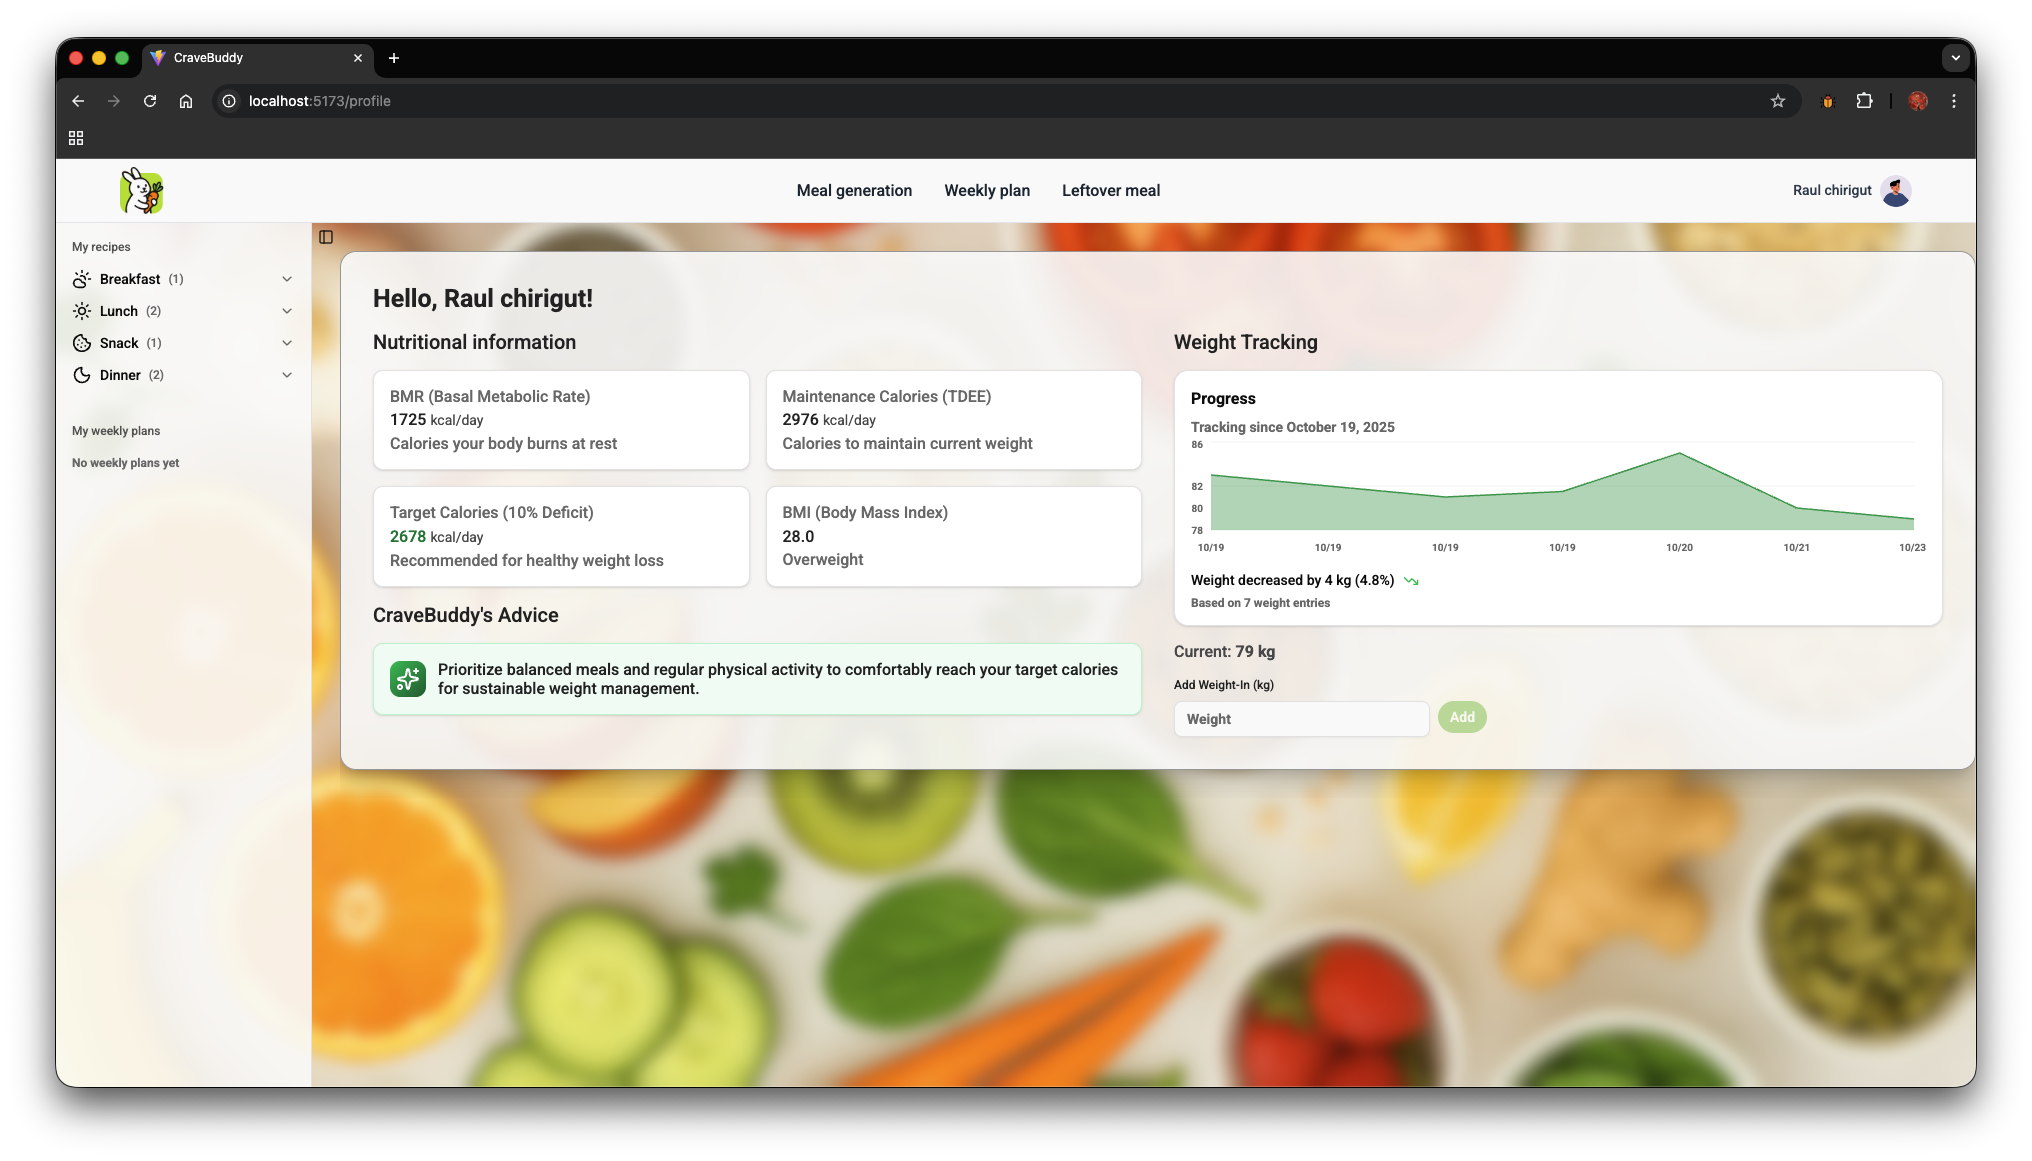 CraveBuddy
localhost:5173/profile
Meal generation
Weekly plan
Leftover meal
Raul chirigut
My recipes
Breakfast (1)
Lunch (2)
Snack (1)
Dinner (2)
My weekly plans
No weekly plans yet
Hello, Raul chirigut!
Nutritional information
BMR (Basal Metabolic Rate)
1725 kcal/day
Calories your body burns at rest
Maintenance Calories (TDEE)
2976 kcal/day
Calories to maintain current weight
Target Calories (10% Deficit)
2678 kcal/day
Recommended for healthy weight loss
BMI (Body Mass Index)
28.0
Overweight
CraveBuddy's Advice
Prioritize balanced meals and regular physical activity to comfortably reach your target calories
for sustainable weight management.
Weight Tracking
Progress
Tracking since October 19, 2025
86
82
80
78
10/19 10/19 10/19 10/19 10/20 10/21 10/23
Weight decreased by 4 kg (4.8%)
Based on 7 weight entries
Current: 79 kg
Add Weight-In (kg)
Weight
Add